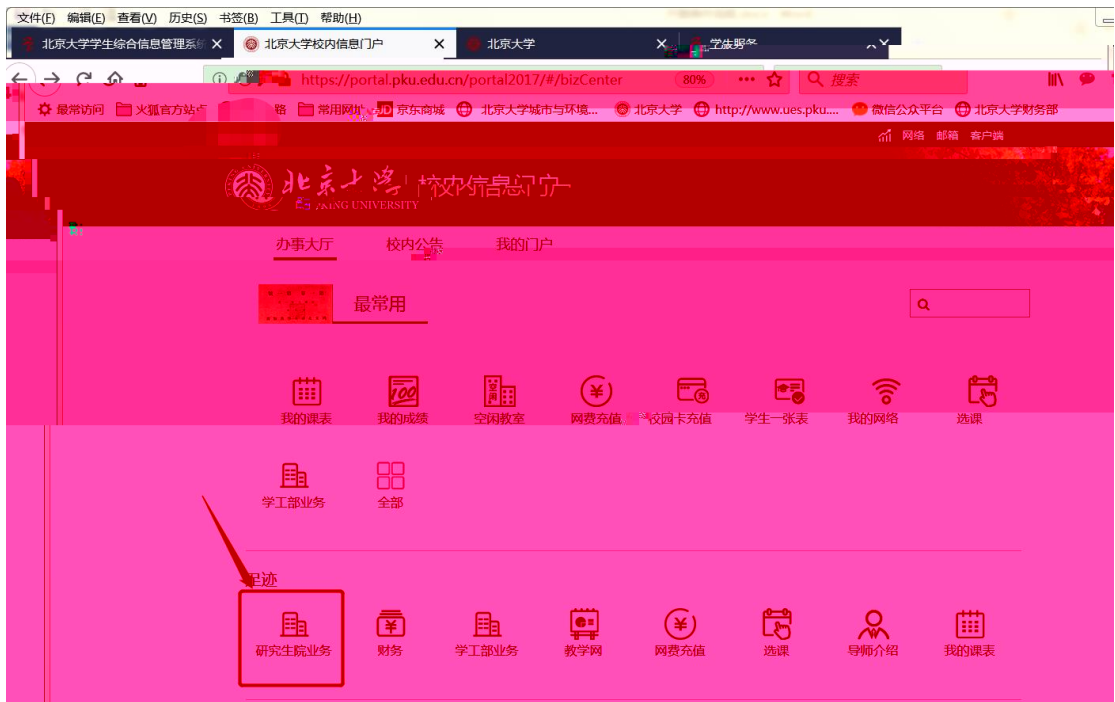 文件(F) 编辑(E) 查看(V) 历史(S) 书签(B) 工具(T) 帮助(H)
北京大学学生综合信息管理系统 北京大学校内信息门户 北京大学
https://portal.pku.edu.cn/portal2017/#/bizCenter 80% 搜索
最常访问 火狐官方站点 常用网址 JD 京东商城 北京大学城市与环境... 北京大学 http://www.ues.pku.... 微信公众平台 北京大学财务部
网络 邮箱 客户端
北京大学 校内信息门户
UNIVERSITY
办事大厅 校内公告 我的门户
最常用
100 空闲
我的课表 我的成绩 空闲教室 网费充值 校园卡充值 学生一张表 我的网络 选课
学工部业务 全部
足迹
研究生院业务 财务 学工部业务 教学网 网费充值 选课 导师介绍 我的课表